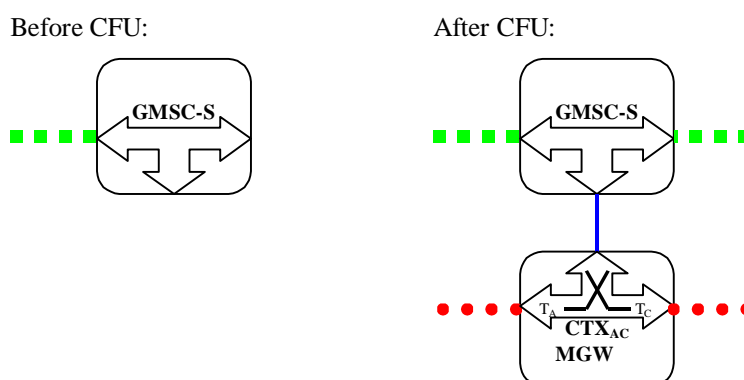 Before CFU:
After CFU:
GMSC-S
GMSC-S
TA TC
CTXAC
MGW